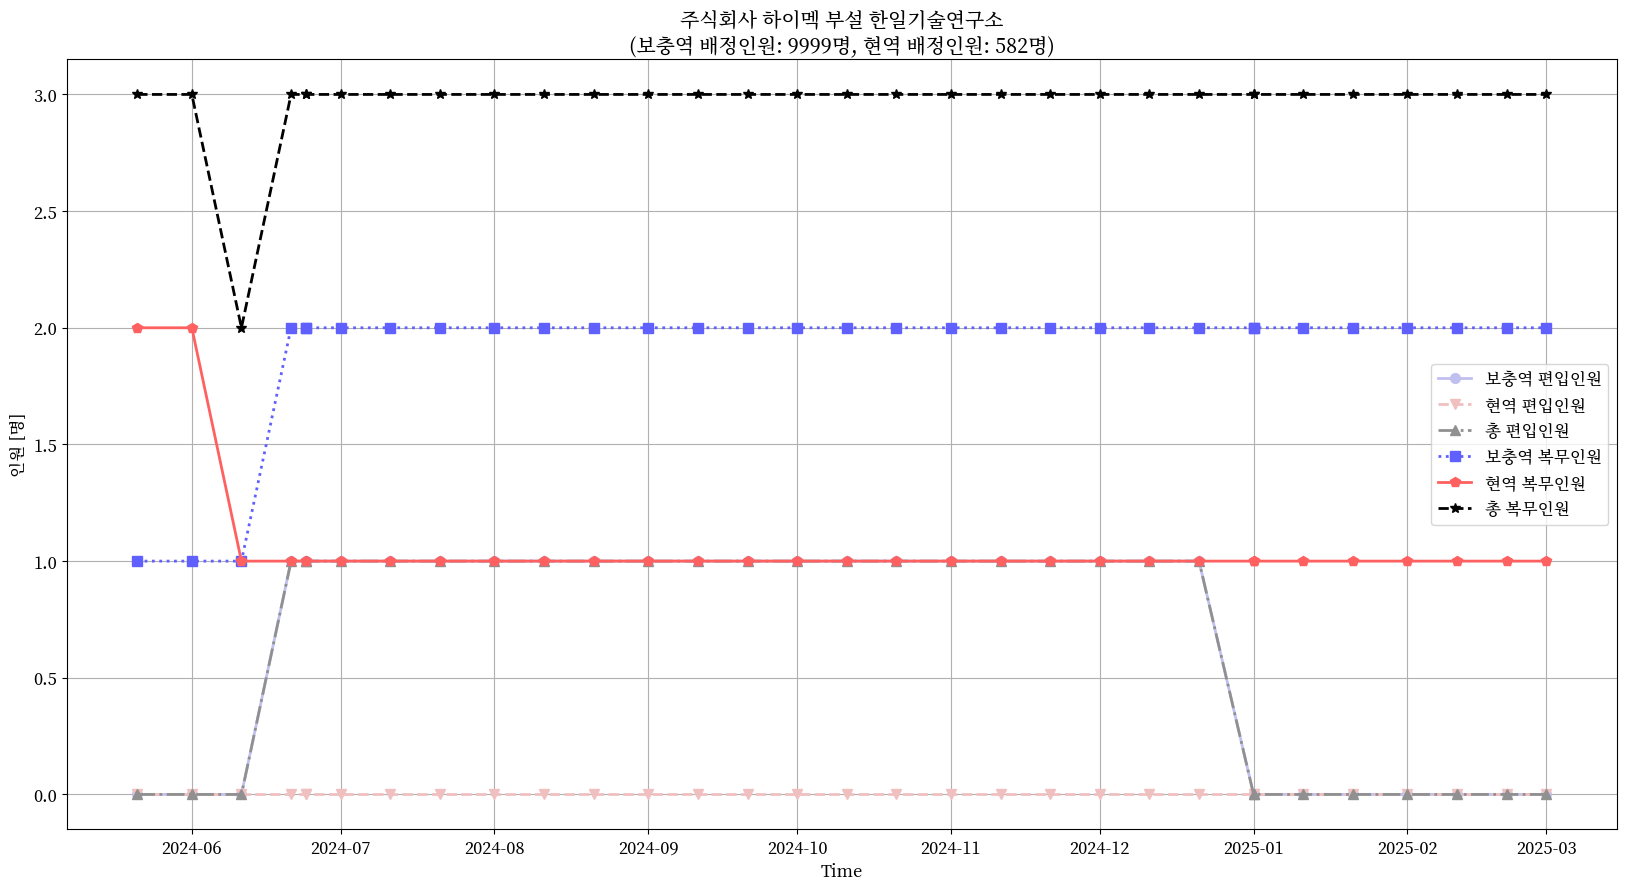 주식회사 하이멕 부설 한일기술연구소
(보충역 배정인원: 9999명, 현역 배정인원: 582명)
3.0
2.5
2.0
1.5
1.0
0.5
0.0
인원 [명]
보충역 편입인원
현역 편입인원
총 편입인원
보충역 복무인원
현역 복무인원
총 복무인원
2024-06
2024-07
2024-08
2024-09
2024-10
2024-11
2024-12
2025-01
2025-02
2025-03
Time